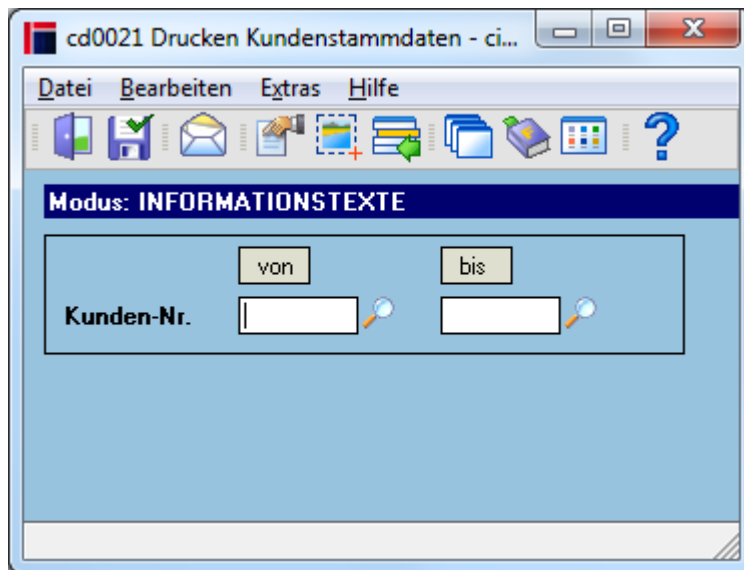 cd0021 Drucken Kundenstammdaten - ci...
Datei Bearbeiten Extras Hilfe
Modus: INFORMATIONSTEXTE
von bis
Kunden-Nr.